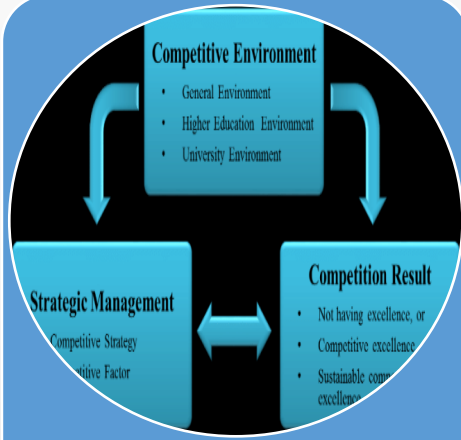 Competitive Environment
• General Environment
• Higher Education Environment
• University Environment
Strategic Management
Competitive Strategy
Factor
Competition Result
• Not having excellence, or
• Competitive excellence
• Sustainable
excellence